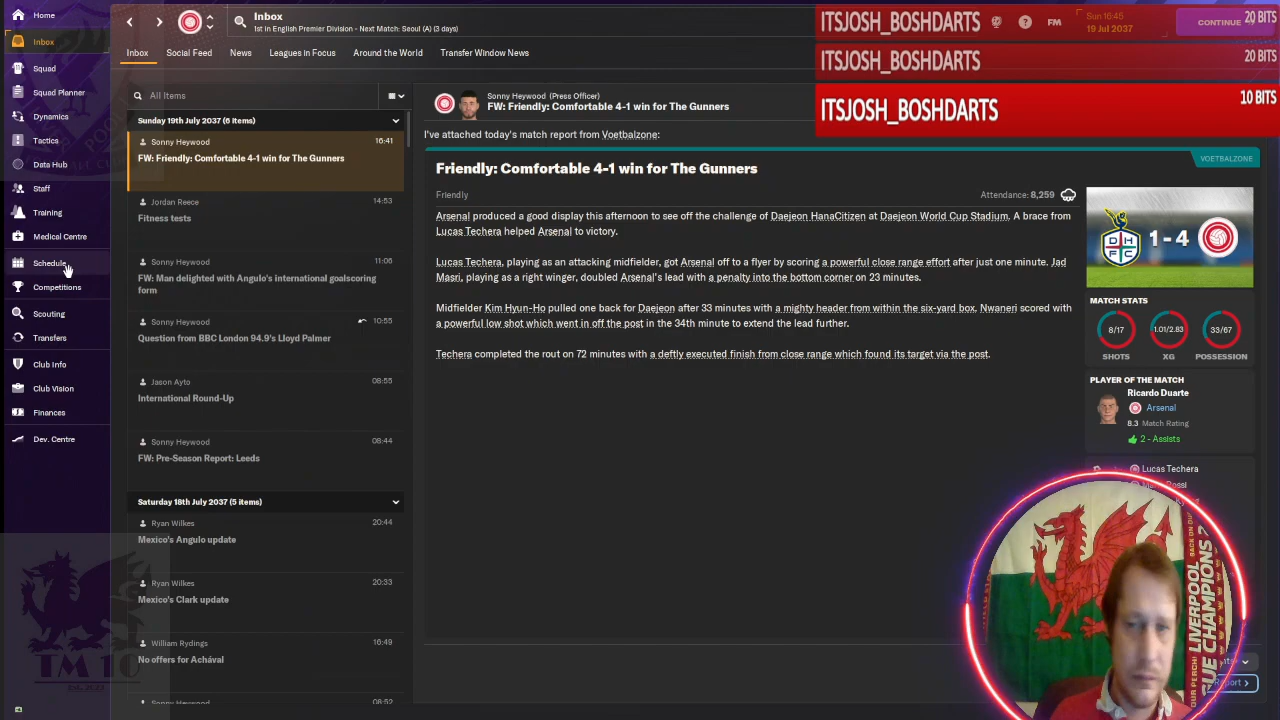 Home
Inbox
Squad
Squad Planner
Dynamics
Tactics
Data Hub
Staff
Training
Medical Centre
Schedule
Competitions
Scouting
Transfers
Club Info
Club Vision
Finances
Dev. Centre
TM 10
Inbox
1st in English Premier Division - Next Match: Seoul (A) (3 days)
FM
Sun 16:45
19 Jul 2037
CONTINUE
ITSJOSH_BOSHDARTS 20 BITS
ITSJOSH_BOSHDARTS 20 BITS
ITSJOSH_BOSHDARTS 10 BITS
Inbox Social Feed News Leagues in Focus Around the World Transfer Window News
All Items
Sunday 19th July 2037 (6 items)
Sonny Heywood 16:41
FW: Friendly: Comfortable 4-1 win for The Gunners
Jordan Reece 14:53
Fitness tests
Sonny Heywood 11:06
FW: Man delighted with Angulo's international goalscoring
form
Sonny Heywood 10:55
Question from BBC London 94.9's Lloyd Palmer
Jason Ayto 08:55
International Round-Up
Sonny Heywood 08:44
FW: Pre-Season Report: Leeds
Saturday 18th July 2037 (5 items)
Ryan Wilkes 20:44
Mexico's Angulo update
Ryan Wilkes 20:33
Mexico's Clark update
William Rydings 16:49
No offers for Achával
Sonny Heywood 08:52
Sonny Heywood (Press Officer)
FW: Friendly: Comfortable 4-1 win for The Gunners
I've attached today's match report from Voetbalzone:
VOETBALZONE
Friendly: Comfortable 4-1 win for The Gunners
Friendly Attendance: 8,259
Arsenal produced a good display this afternoon to see off the challenge of Daejeon HanaCitizen at Daejeon World Cup Stadium. A brace from
Lucas Techera helped Arsenal to victory.
Lucas Techera, playing as an attacking midfielder, got Arsenal off to a flyer by scoring a powerful close range effort after just one minute. Jad
Masri, playing as a right winger, doubled Arsenal's lead with a penalty into the bottom corner on 23 minutes.
Midfielder Kim Hyun-Ho pulled one back for Daejeon after 33 minutes with a mighty header from within the six-yard box. Nwaneri scored with
a powerful low shot which went in off the post in the 34th minute to extend the lead further.
Techera completed the rout on 72 minutes with a deftly executed finish from close range which found its target via the post.
DHFC
1 - 4
MATCH STATS
8/17 1.01/2.83 33/67
SHOTS XG POSSESSION
PLAYER OF THE MATCH
Ricardo Duarte
Arsenal
8.3 Match Rating
2 - Assists
Lucas Techera
Rossi
LIVERPOOL
Report